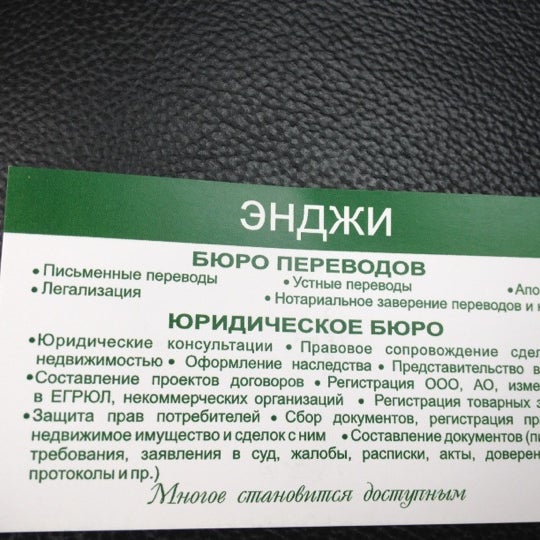 ЭНДЖИ
БЮРО ПЕРЕВОДОВ
• Письменные переводы • Устные переводы
• Легализация • Нотариальное заверение переводов и
ЮРИДИЧЕСКОЕ БЮРО
• Юридические консультации • Правовое сопровождение
недвижимостью • Оформление наследства • Представительство в
• Составление проектов договоров • Регистрация ООО, АО,
в ЕГРЮЛ, некоммерческих организаций • Регистрация товарных
• Защита прав потребителей • Сбор документов, регистрация
недвижимое имущество и сделок с ним • Составление документов
требования, заявления в суд, жалобы, расписки, акты,
протоколы и пр.)
Многое становится доступным